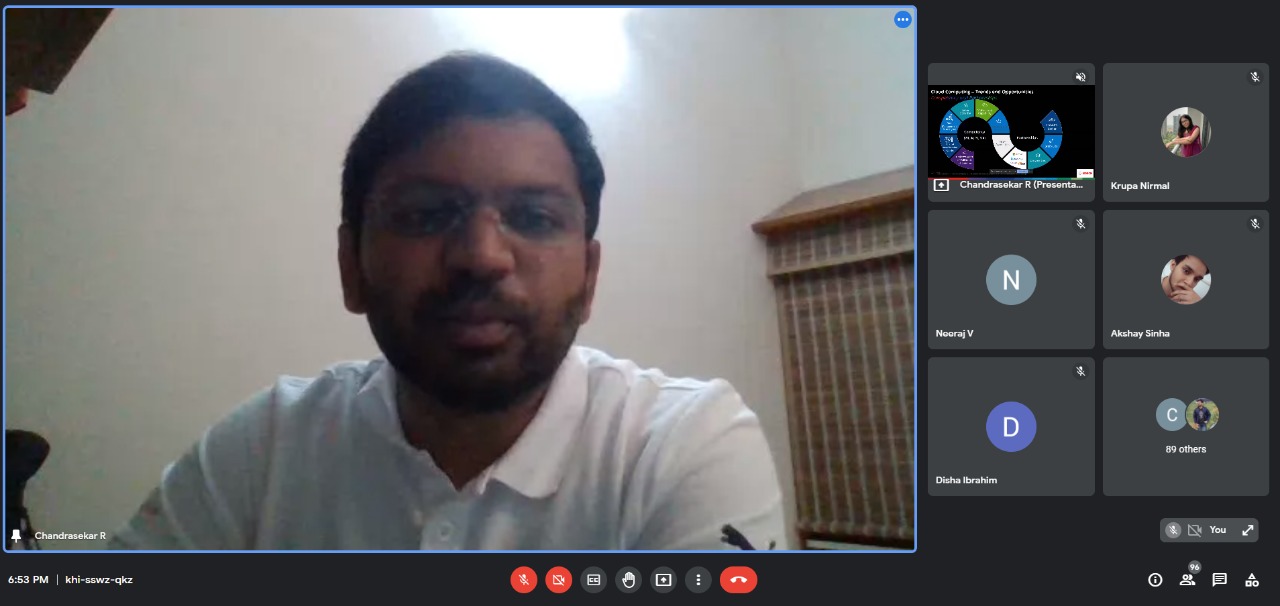 Cloud Computing – Trends and Opportunities
Chandrasekar R (Presenta...
Krupa Nirmal
N
Neeraj V
Akshay Sinha
D
Disha Ibrahim
C
89 others
You
Chandrasekar R
6:53 PM
khi-sswz-qkz
CC
96